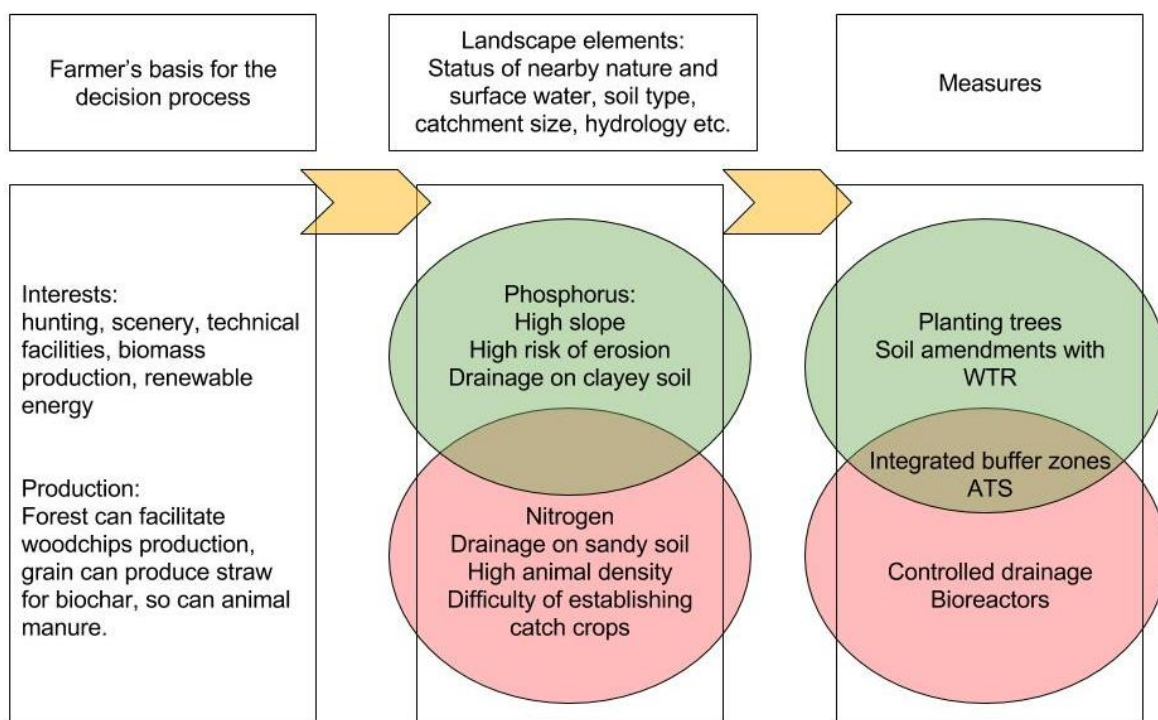 Farmer's basis for the
decision process
Landscape elements:
Status of nearby nature and
surface water, soil type,
catchment size, hydrology etc.
Measures
Interests:
hunting, scenery, technical
facilities, biomass
production, renewable
energy
Production:
Forest can facilitate
woodchips production,
grain can produce straw
for biochar, so can animal
manure.
Phosphorus:
High slope
High risk of erosion
Drainage on clayey soil
Nitrogen
Drainage on sandy soil
High animal density
Difficulty of establishing
catch crops
Planting trees
Soil amendments with
WTR
Integrated buffer zones
ATS
Controlled drainage
Bioreactors